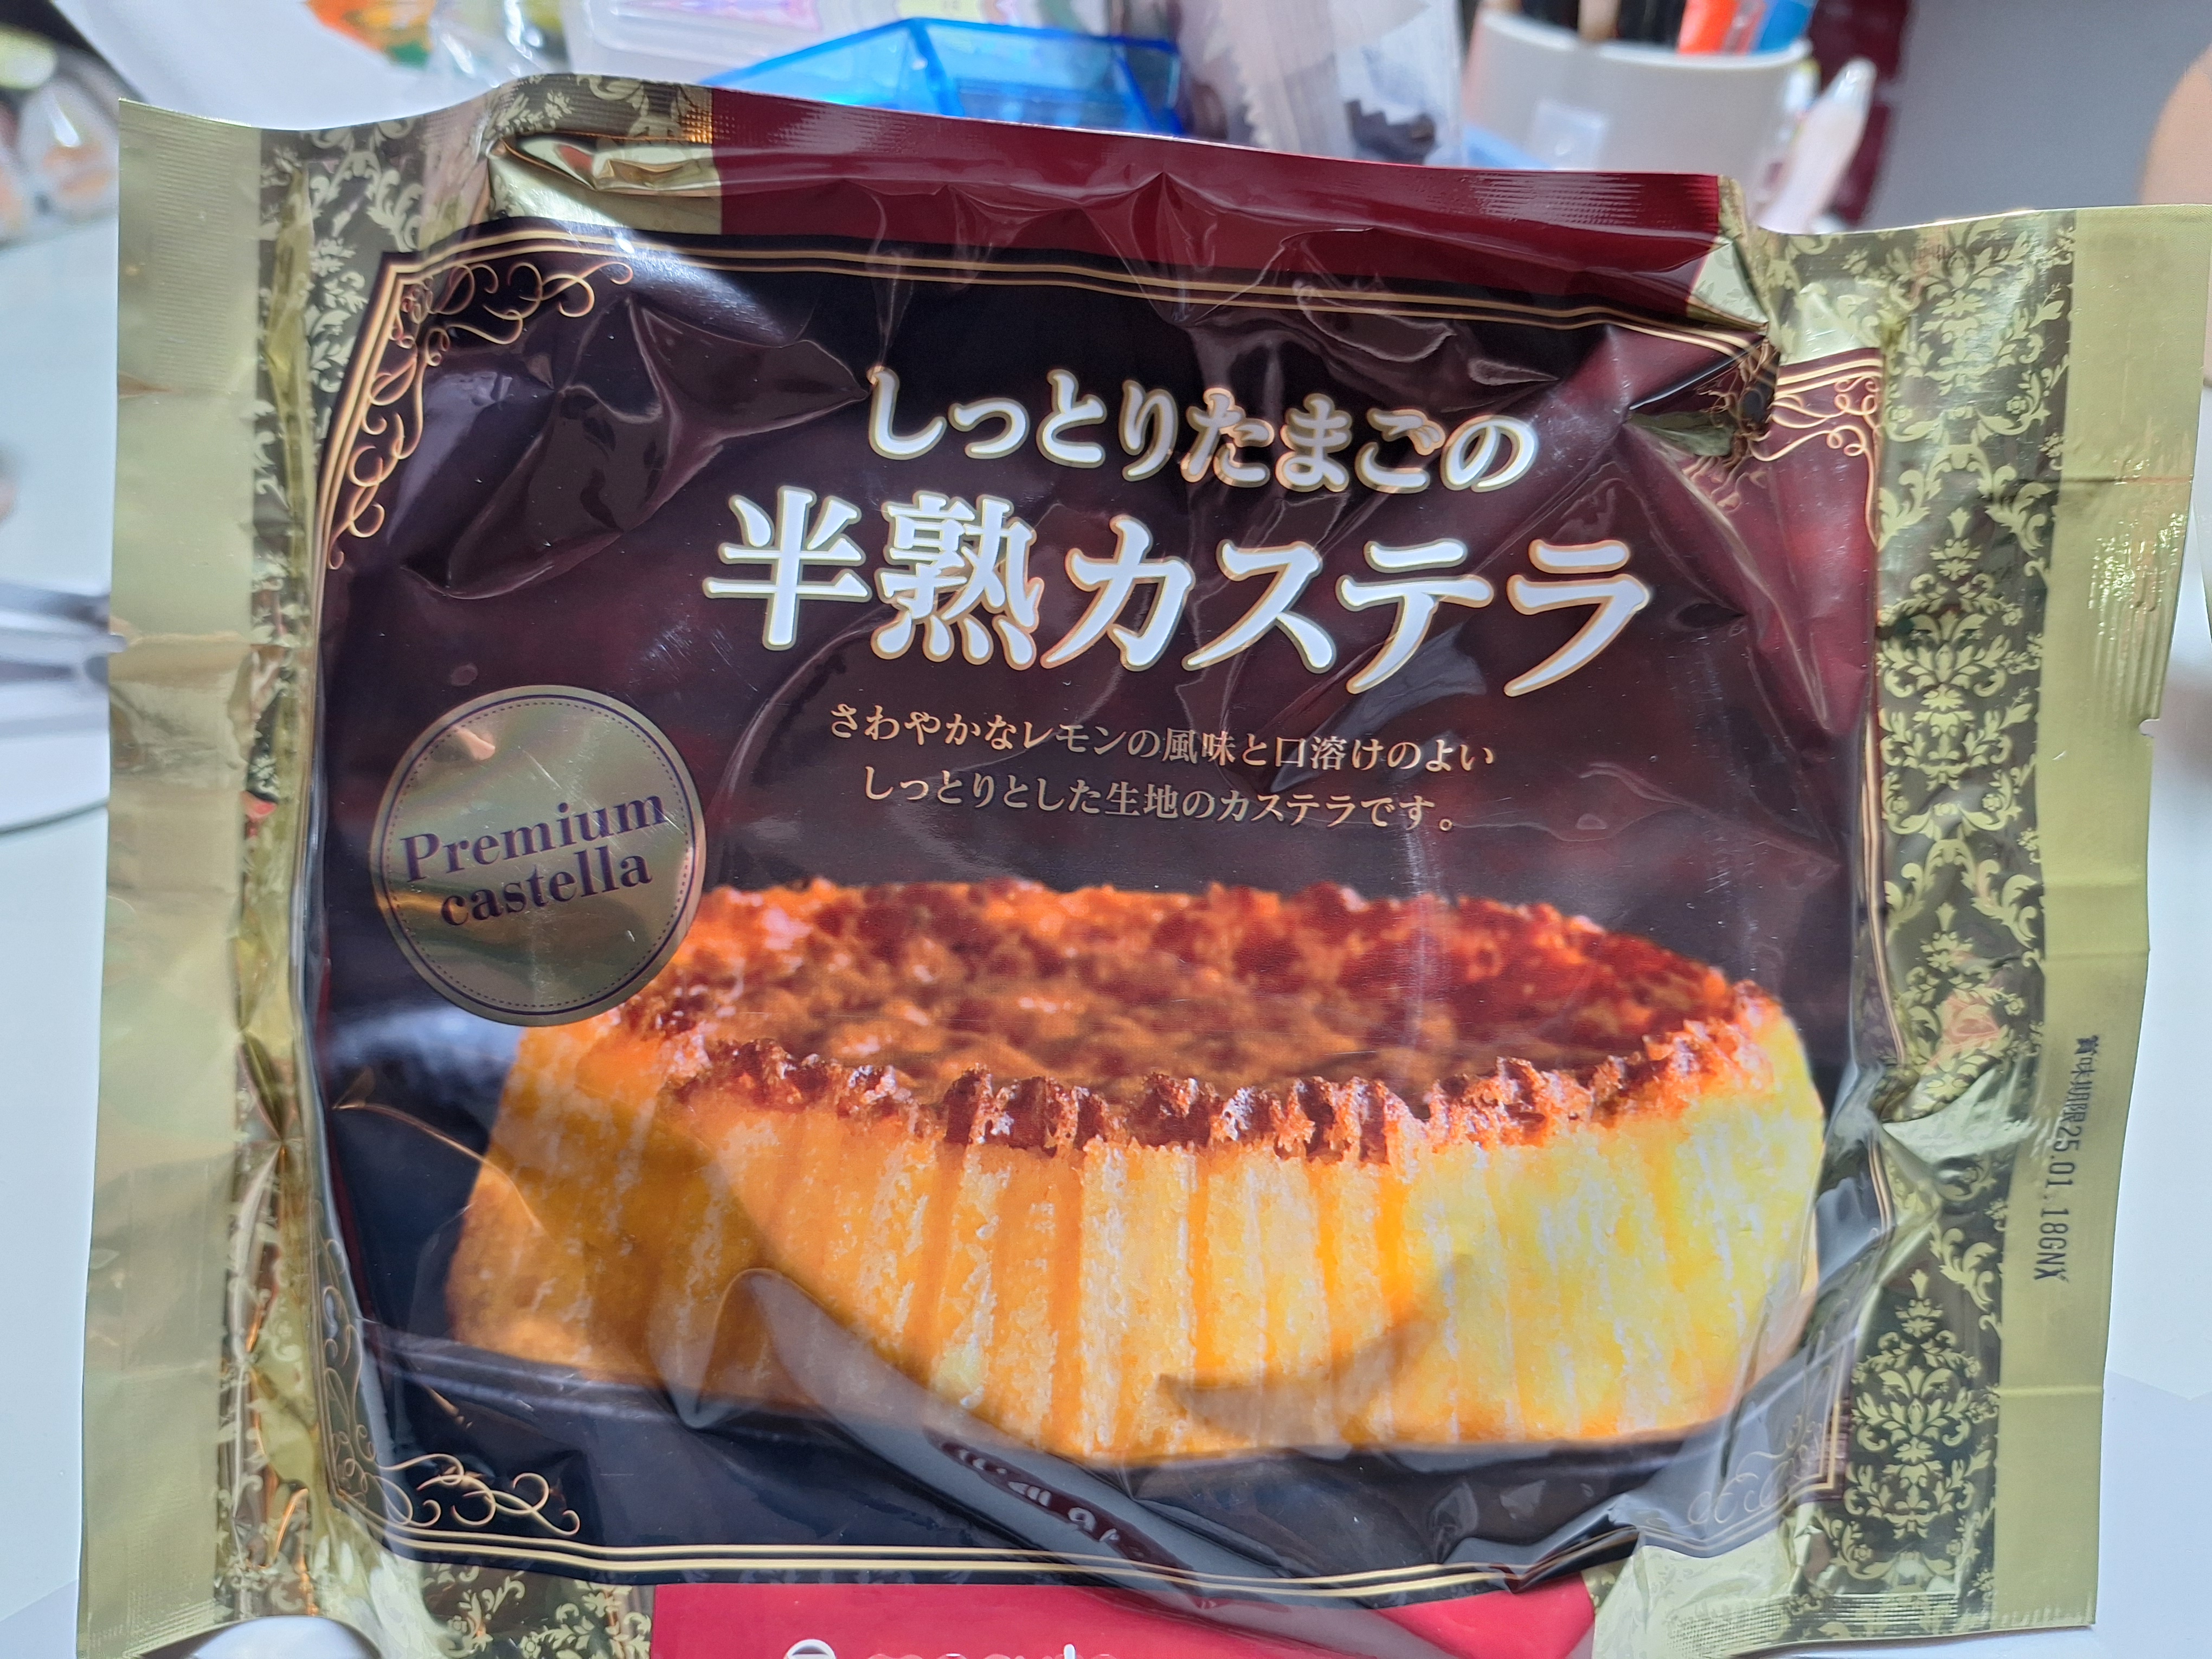 しっとりたまごの
半熟カステラ
さわやかなレモンの風味と口溶けのよい
しっとりとした生地のカステラです。
Premium
castella
賞味期限25.01.18GNX